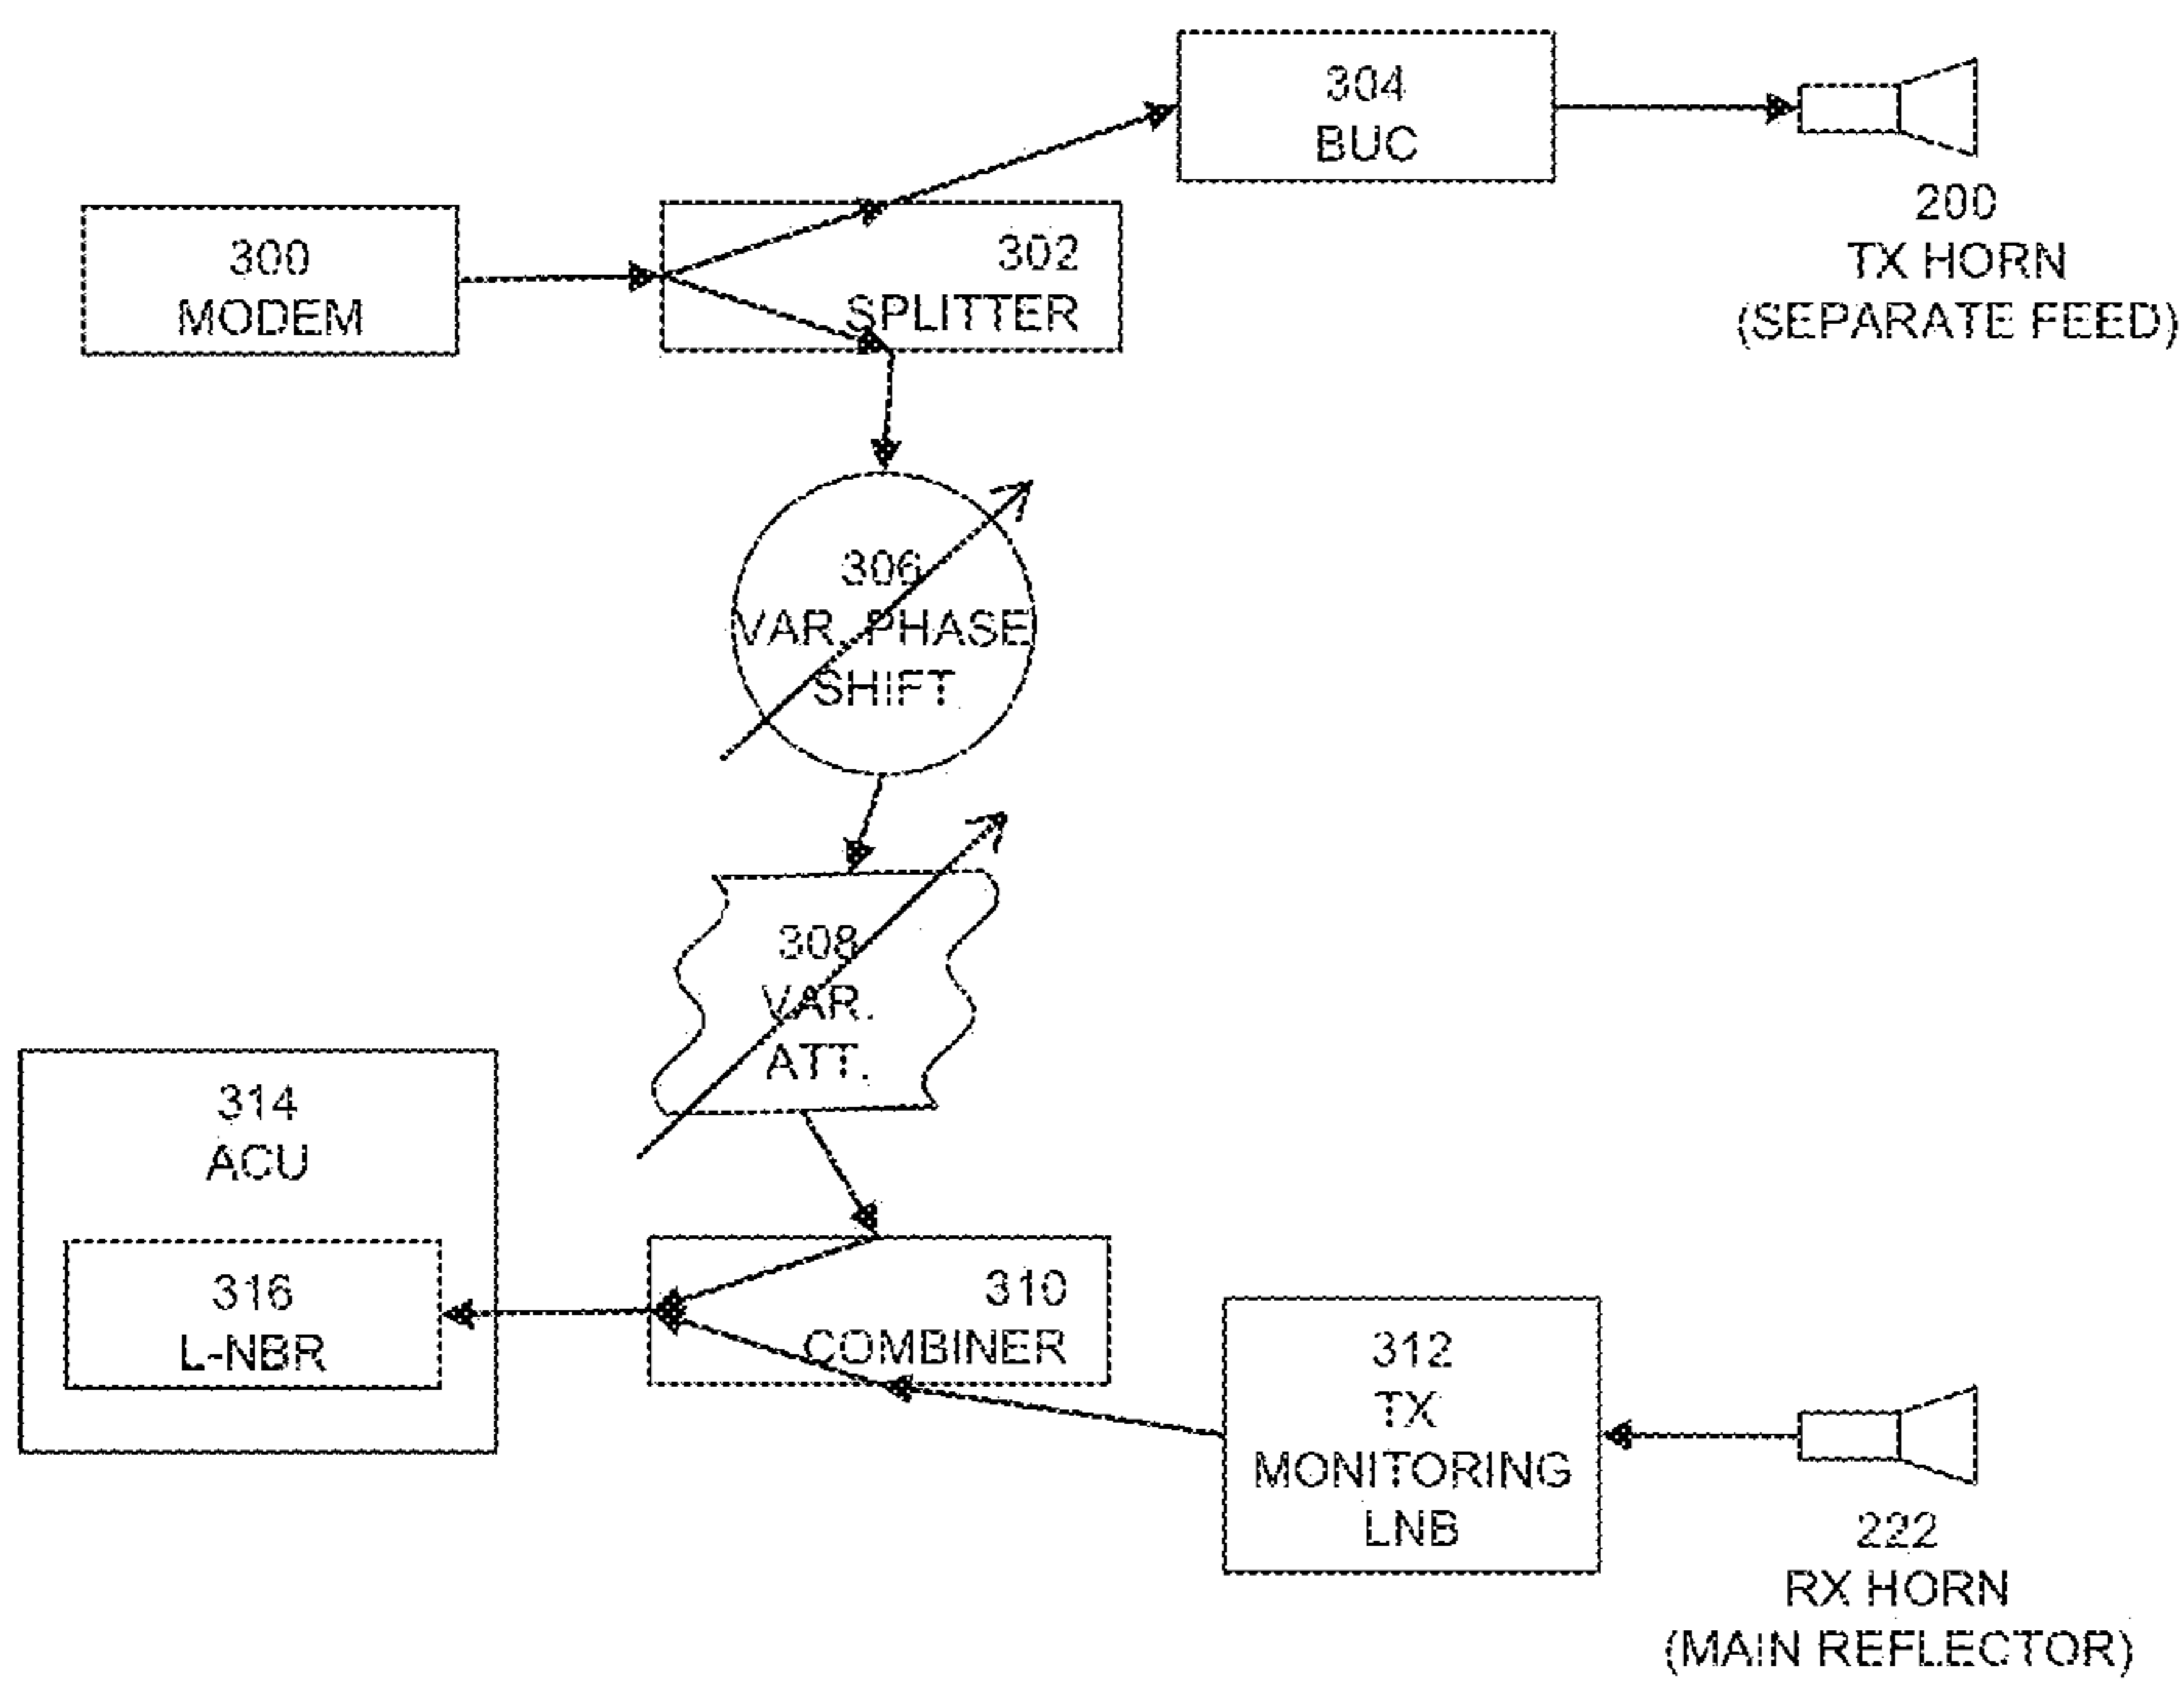 304
BUC
200
TX HORN
(SEPARATE FEED)
300
MODEM
302
SPLITTER
306
VAR. PHASE
SHIFT
308
VAR.
ATT.
314
ACU
316
L-NBR
310
COMBINER
312
TX
MONITORING
LNB
222
RX HORN
(MAIN REFLECTOR)